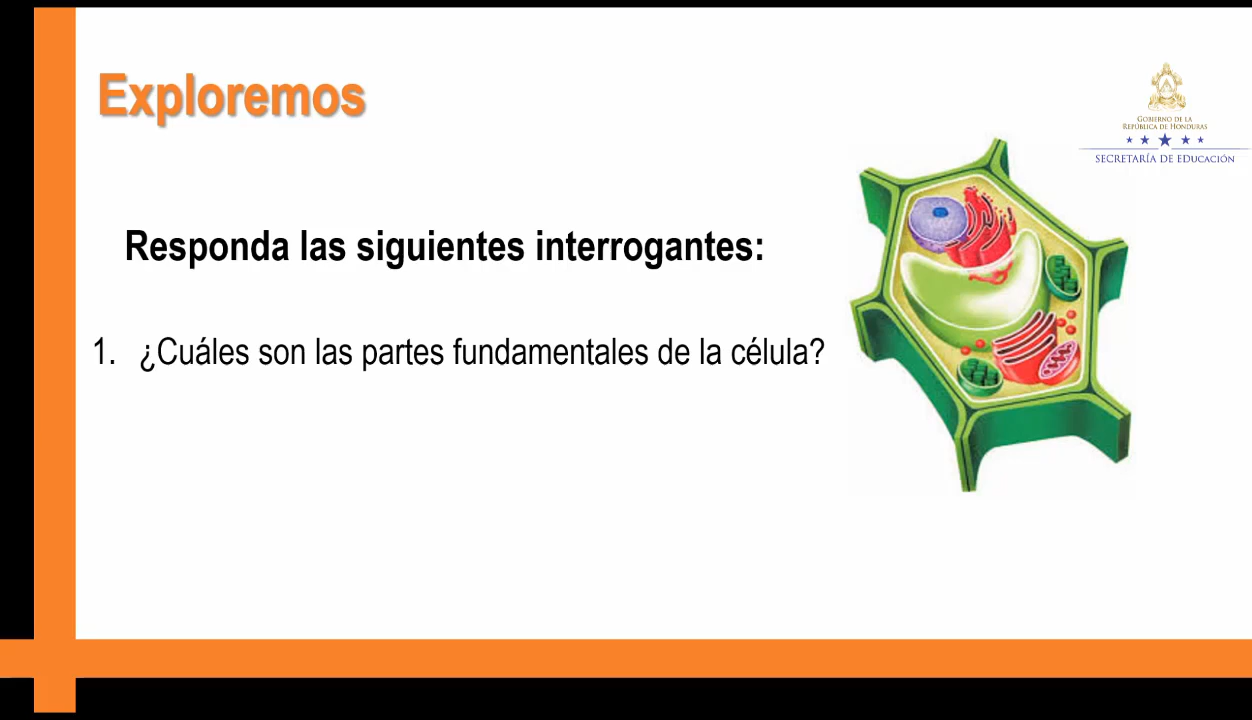 Exploremos
GOBIERNO DE LA
REPÚBLICA DE HONDURAS
SECRETARÍA DE EDUCACIÓN
Responda las siguientes interrogantes:
1. ¿Cuáles son las partes fundamentales de la célula?